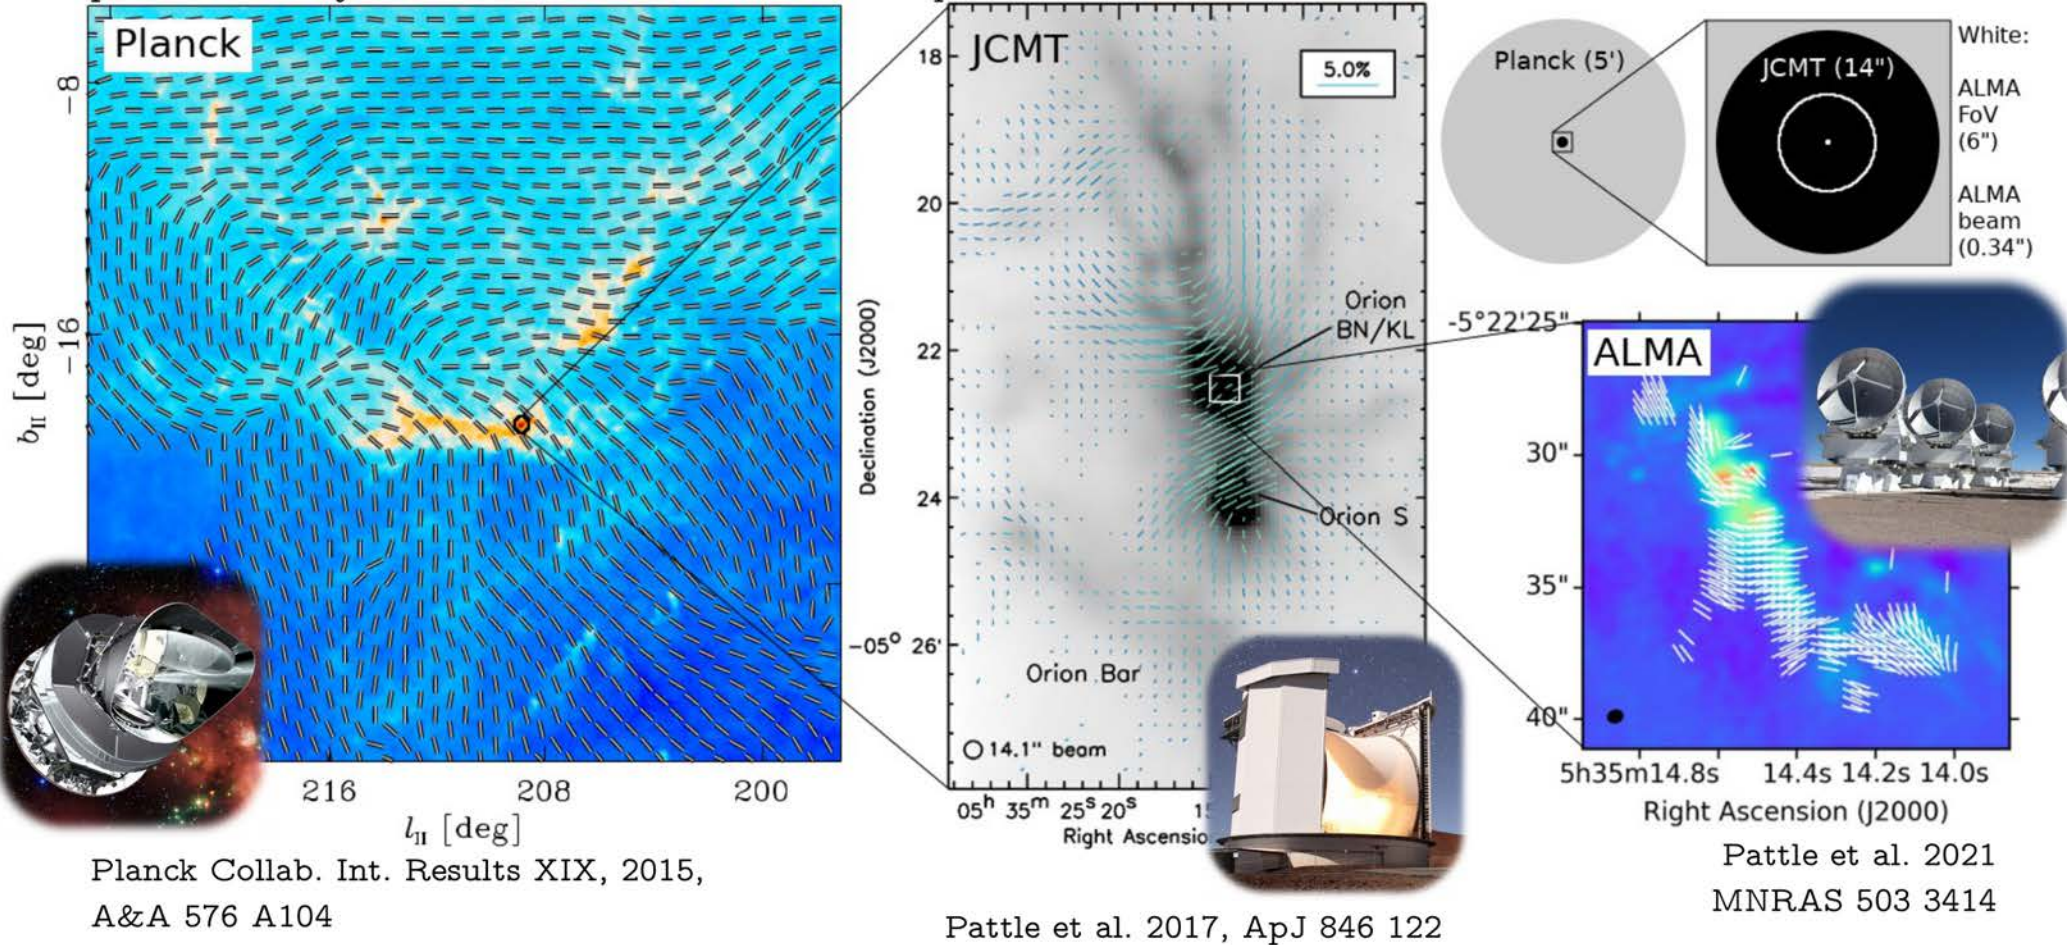 Planck
-8
-16
b_II [deg]
216
208
200
l_II [deg]
Planck Collab. Int. Results XIX, 2015,
A&A 576 A104
JCMT
5.0%
18
20
22
24
-05° 26'
Declination (J2000)
Orion
BN/KL
Orion S
Orion Bar
14.1" beam
05ʰ 35ᵐ 25ˢ 20ˢ
Right
Pattle et al. 2017, ApJ 846 122
Planck (5')
JCMT (14")
White:
ALMA
FoV
(6")
ALMA
beam
(0.34")
ALMA
-5°22'25"
30"
35"
40"
5h35m14.8s 14.4s 14.2s 14.0s
Right Ascension (J2000)
Pattle et al. 2021
MNRAS 503 3414